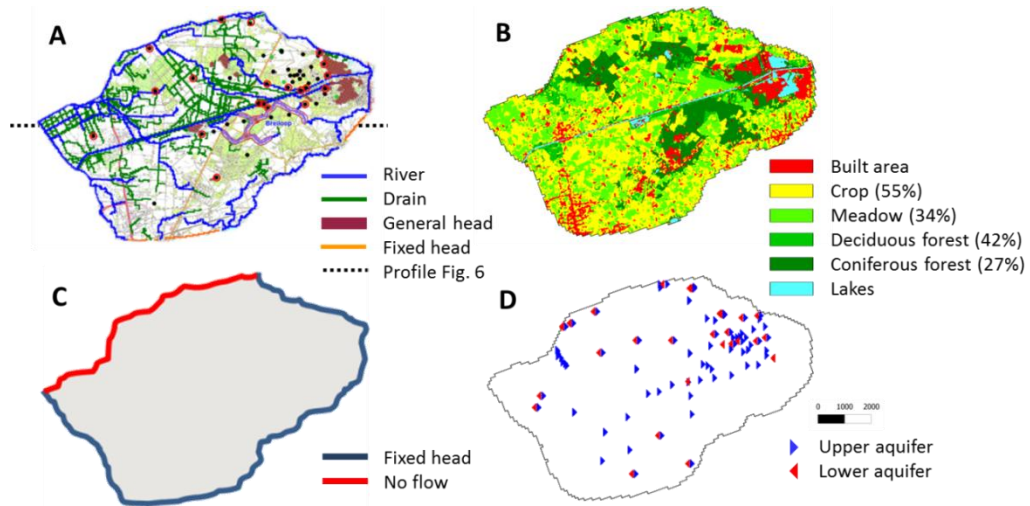 A
River
Drain
General head
Fixed head
Profile Fig. 6
B
Built area
Crop (55%)
Meadow (34%)
Deciduous forest (42%)
Coniferous forest (27%)
Lakes
C
Fixed head
No flow
D
0 1000 2000
Upper aquifer
Lower aquifer